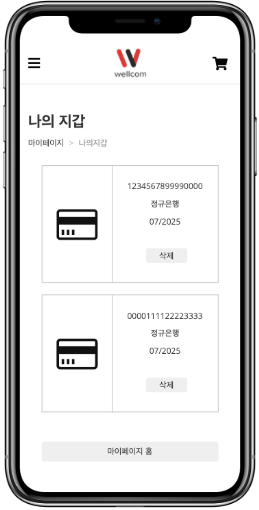 wellcom
나의 지갑
마이페이지 > 나의지갑
1234567899990000
정규은행
07/2025
삭제
0000111122223333
정규은행
07/2025
삭제
마이페이지 홈